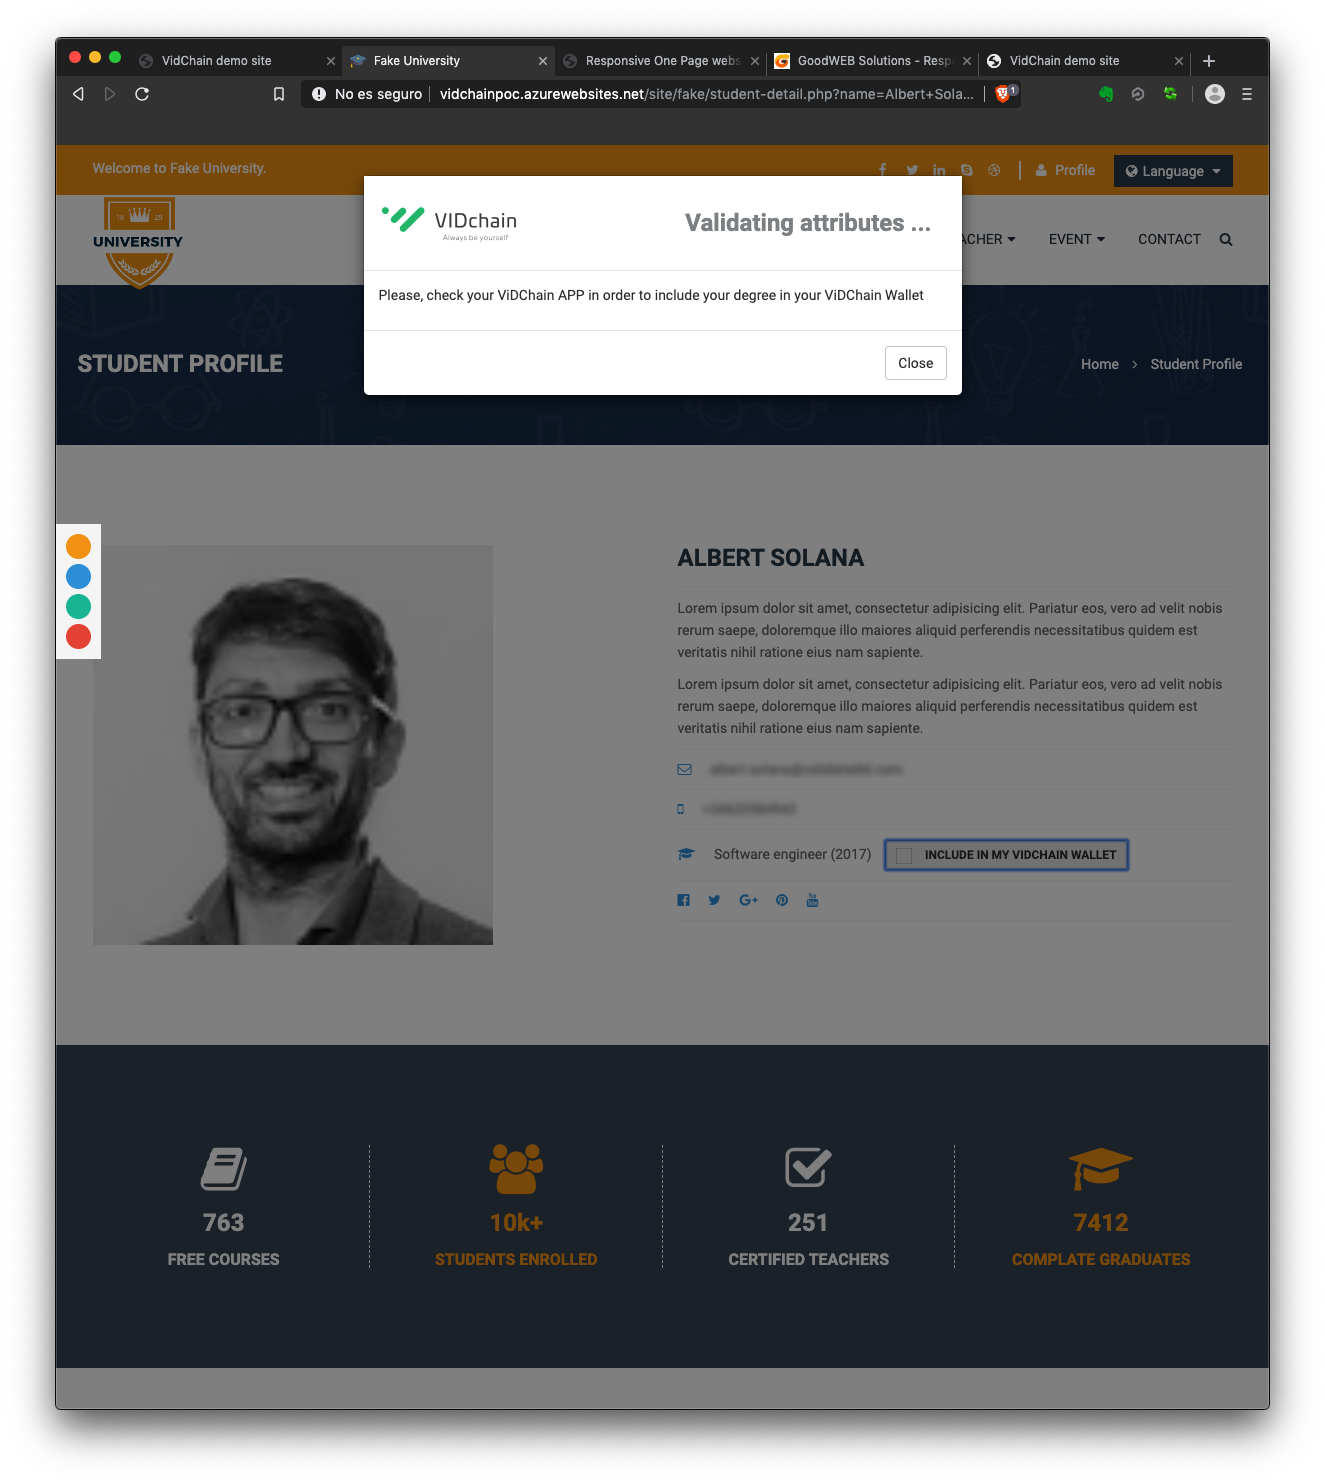 VidChain demo site
Fake University
Responsive One Page webs
GoodWEB Solutions - Resp
VidChain demo site
No es seguro
vidchainpoc.azurewebsites.net/site/fake/student-detail.php?name=Albert+Sola...
1
Welcome to Fake University.
Profile
Language
18 29
UNIVERSITY
VIDchain
Always be yourself
Validating attributes ...
ACHER
EVENT
CONTACT
Please, check your ViDChain APP in order to include your degree in your ViDChain Wallet
Close
STUDENT PROFILE
Home
Student Profile
ALBERT SOLANA
Lorem ipsum dolor sit amet, consectetur adipisicing elit. Pariatur eos, vero ad velit nobis
rerum saepe, doloremque illo maiores aliquid perferendis necessitatibus quidem est
veritatis nihil ratione eius nam sapiente.
Lorem ipsum dolor sit amet, consectetur adipisicing elit. Pariatur eos, vero ad velit nobis
rerum saepe, doloremque illo maiores aliquid perferendis necessitatibus quidem est
veritatis nihil ratione eius nam sapiente.
Software engineer (2017)
INCLUDE IN MY VIDCHAIN WALLET
763
FREE COURSES
10k+
STUDENTS ENROLLED
251
CERTIFIED TEACHERS
7412
COMPLATE GRADUATES